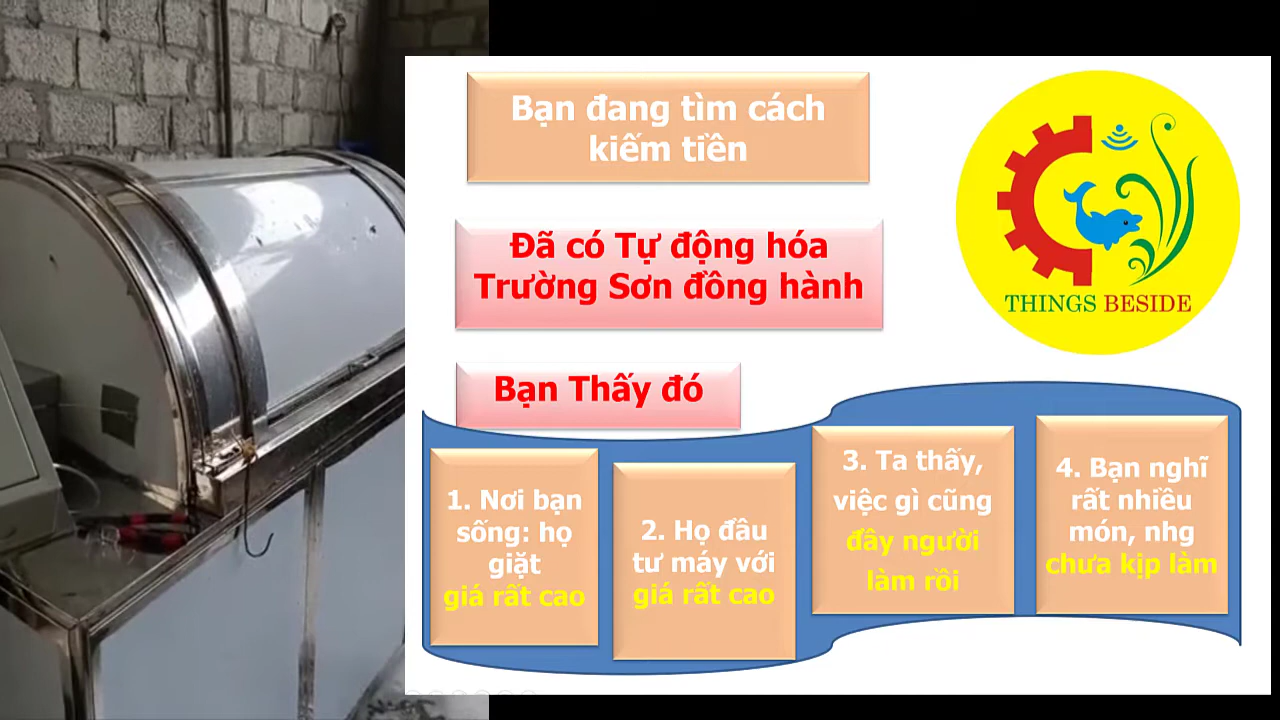 Bạn đang tìm cách
kiếm tiền
Đã có Tự động hóa
Trường Sơn đồng hành
THINGS BESIDE
Bạn Thấy đó
1. Nơi bạn
sống: họ
giặt
giá rất cao
2. Họ đầu
tư máy với
giá rất cao
3. Ta thấy,
việc gì cũng
đầy người
làm rồi
4. Bạn nghĩ
rất nhiều
món, nhg
chưa kịp làm